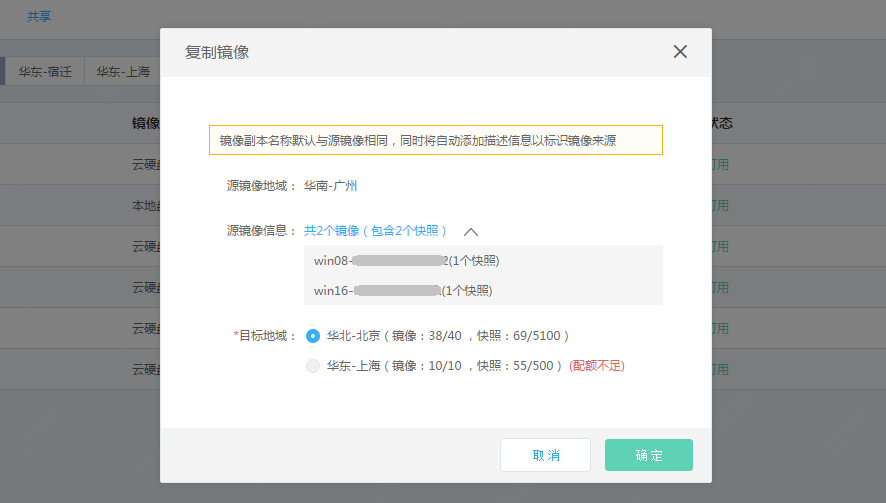 共享
复制镜像
华东-宿迁 华东-上海
镜像 状态
镜像副本名称默认与源镜像相同，同时将自动添加描述信息以标识镜像来源
云硬盘 可用
源镜像地域： 华南-广州
本地盘 可用
源镜像信息： 共2个镜像（包含2个快照）
云硬盘 可用
win08- (1个快照)
云硬盘 可用
win16- (1个快照)
云硬盘 可用
*目标地域： 华北-北京（镜像：38/40 ，快照：69/5100 ）
云硬盘 可用
华东-上海（镜像：10/10 ，快照：55/500 ）(配额不足)
取消 确定